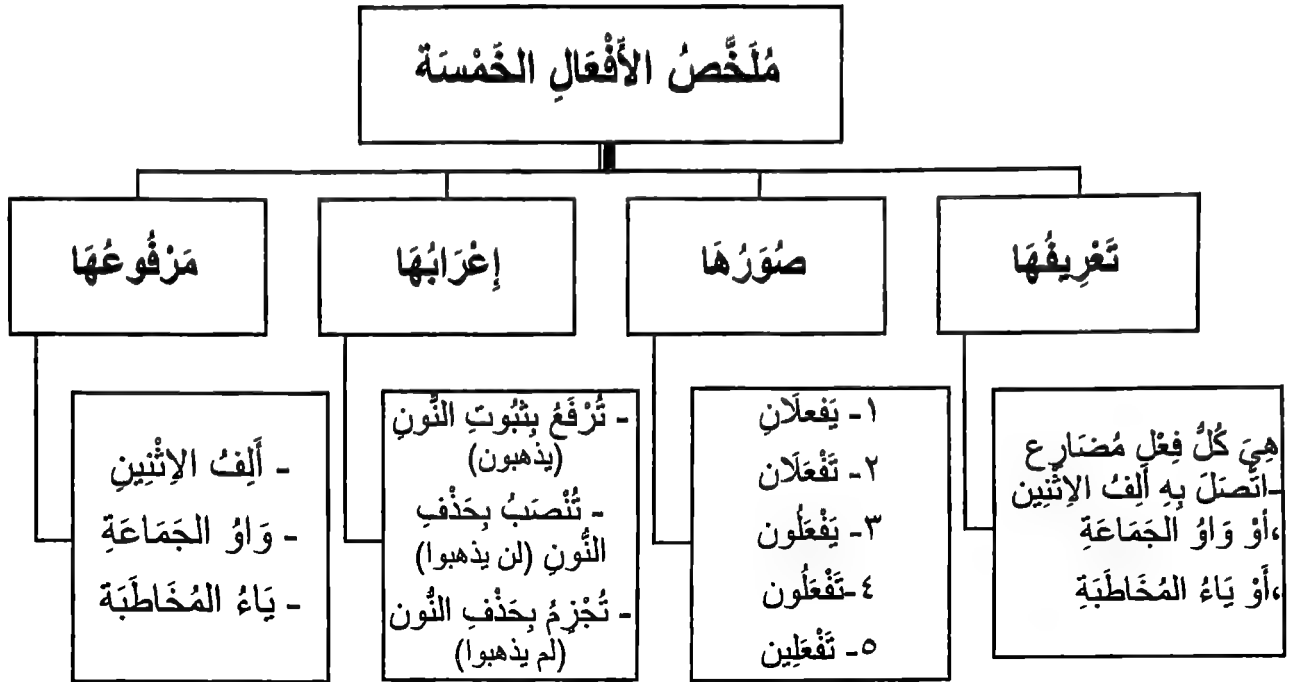 مُلَخَّصُ الأَفْعَالِ الخَمْسَة
تَعْرِيفُهَا
صُوَرُهَا
إِعْرَابُهَا
مَرْفُوعُهَا
هِيَ كُلُّ فِعْلٍ مُضَارِع
-اتَّصَلَ بِهِ أَلِفُ الاِثْنِينِ
،أَوْ وَاوُ الجَمَاعَةِ
،أَوْ يَاءُ المُخَاطَبَةِ
١- يَفْعلَانِ
٢- تَفْعَلَان
٣- يَفْعَلُون
٤-تَفْعَلُون
٥- تَفْعَلِين
- تُرْفَعُ بِثبُوتِ النُّونِ
(يذهبون)
- تُنْصَبُ بِحَذْفِ
النُّونِ (لن يذهبوا)
- تُجْزِمُ بِحَذْفِ النُّون
(لم يذهبوا)
- أَلِفُ الاِثْنِينِ
- وَاوُ الجَمَاعَةِ
- يَاءُ المُخَاطَبَة